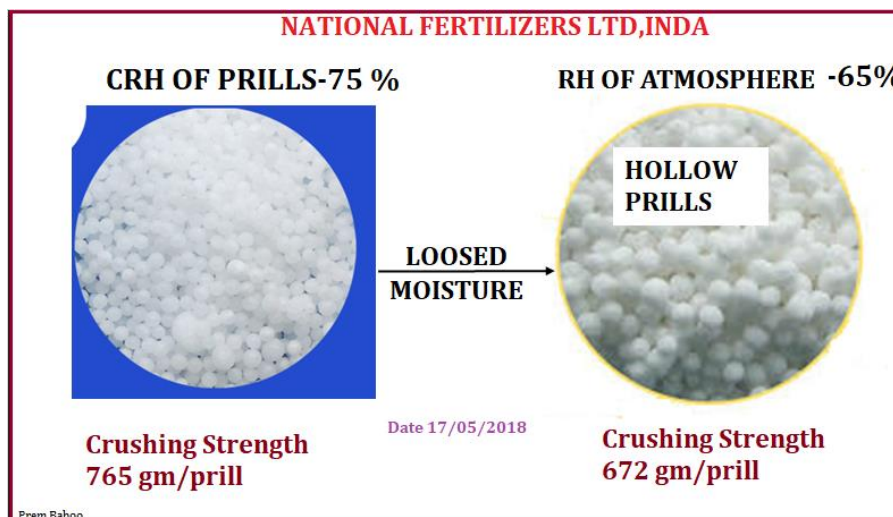 NATIONAL FERTILIZERS LTD,INDA
CRH OF PRILLS-75 %
RH OF ATMOSPHERE -65%
HOLLOW
PRILLS
LOOSED
MOISTURE
Date 17/05/2018
Crushing Strength
765 gm/prill
Crushing Strength
672 gm/prill
Prem Baboo